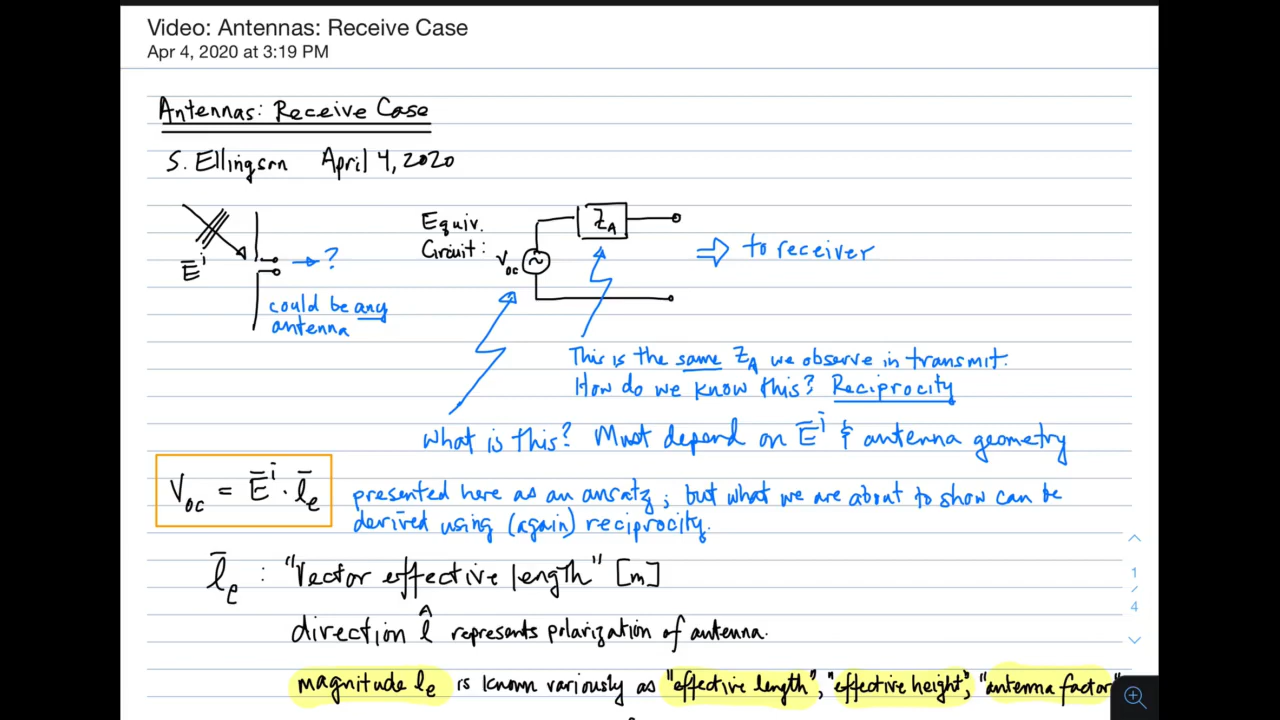 Video: Antennas: Receive Case
Apr 4, 2020 at 3:19 PM
Antennas: Receive Case
S. Ellingson April 4, 2020
E̅ⁱ
→ ?
could be any
antenna
Equiv.
Circuit:
V_oc
Z_A
⇒ to receiver
This is the same Z_A we observe in transmit.
How do we know this? Reciprocity
What is this? Must depend on E̅ⁱ & antenna geometry
V_oc = E̅ⁱ · l̅_e
presented here as an ansatz; but what we are about to show can be
derived using (again) reciprocity.
l̅_e : "Vector effective length" [m]
direction l̂ represents polarization of antenna.
magnitude l_e is known variously as "effective length", "effective height", "antenna factor"
1
/
4